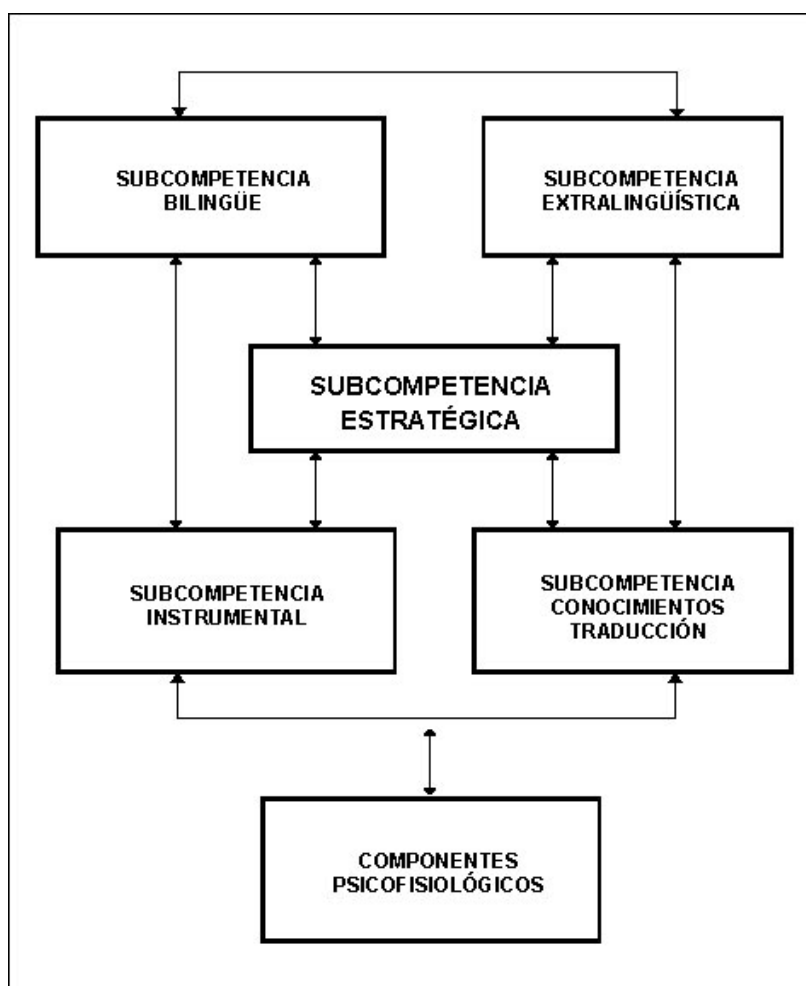 SUBCOMPETENCIA
BILINGÜE
SUBCOMPETENCIA
EXTRALINGÜÍSTICA
SUBCOMPETENCIA
ESTRATÉGICA
SUBCOMPETENCIA
INSTRUMENTAL
SUBCOMPETENCIA
CONOCIMIENTOS
TRADUCCIÓN
COMPONENTES
PSICOFISIOLÓGICOS